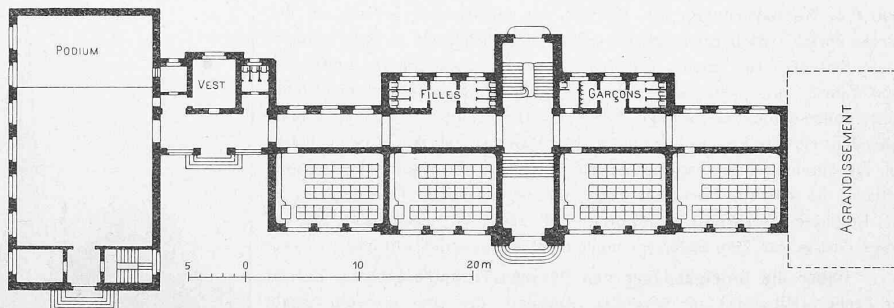 PODIUM
VEST
FILLES
GARÇONS
AGRANDISSEMENT
5 0 10 20 m